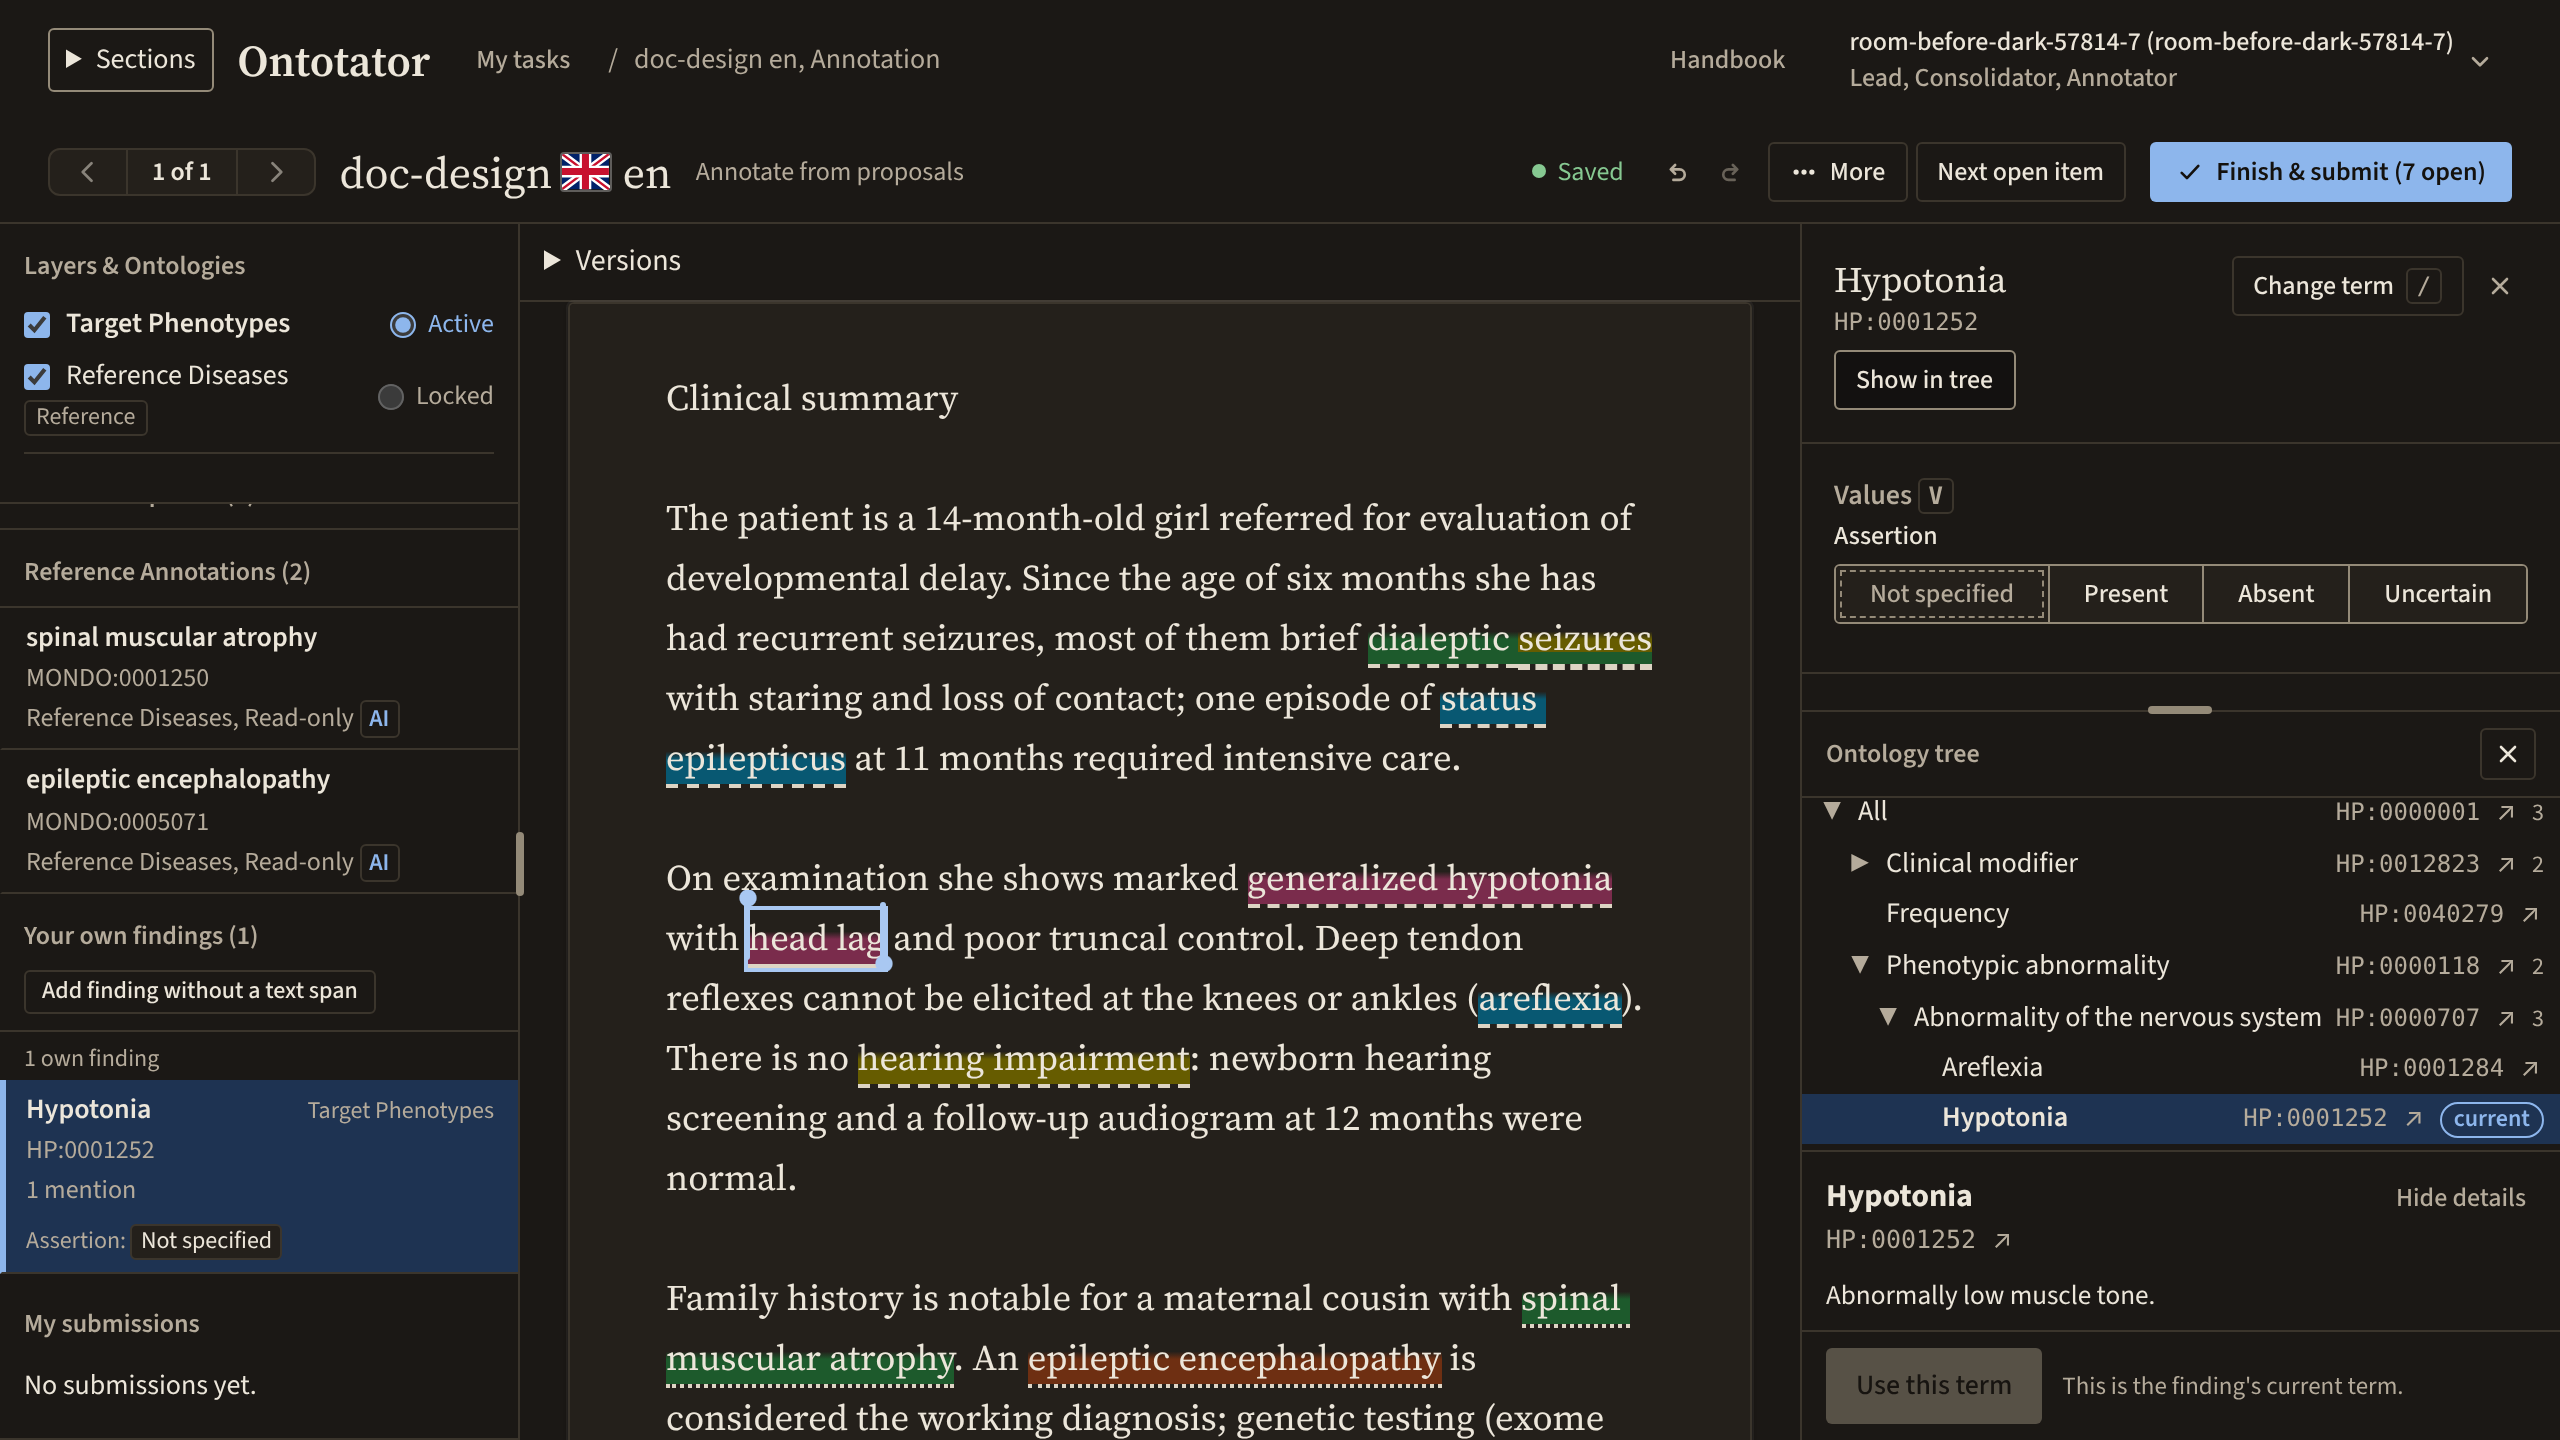 Sections
Ontotator
My tasks / doc-design en, Annotation
Handbook
room-before-dark-57814-7 (room-before-dark-57814-7)
Lead, Consolidator, Annotator
1 of 1
doc-design en
Annotate from proposals
Saved
More
Next open item
Finish & submit (7 open)
Layers & Ontologies
Target Phenotypes
Active
Reference Diseases
Reference
Locked
Reference Annotations (2)
spinal muscular atrophy
MONDO:0001250
Reference Diseases, Read-only AI
epileptic encephalopathy
MONDO:0005071
Reference Diseases, Read-only AI
Your own findings (1)
Add finding without a text span
1 own finding
Hypotonia Target Phenotypes
HP:0001252
1 mention
Assertion: Not specified
My submissions
No submissions yet.
Versions
Clinical summary
The patient is a 14-month-old girl referred for evaluation of
developmental delay. Since the age of six months she has
had recurrent seizures, most of them brief dialeptic seizures
with staring and loss of contact; one episode of status
epilepticus at 11 months required intensive care.
On examination she shows marked generalized hypotonia
with head lag and poor truncal control. Deep tendon
reflexes cannot be elicited at the knees or ankles (areflexia).
There is no hearing impairment: newborn hearing
screening and a follow-up audiogram at 12 months were
normal.
Family history is notable for a maternal cousin with spinal
muscular atrophy. An epileptic encephalopathy is
considered the working diagnosis; genetic testing (exome
Hypotonia
HP:0001252
Change term /
Show in tree
Values V
Assertion
Not specified
Present
Absent
Uncertain
Ontology tree
All HP:0000001 3
Clinical modifier HP:0012823 2
Frequency HP:0040279
Phenotypic abnormality HP:0000118 2
Abnormality of the nervous system HP:0000707 3
Areflexia HP:0001284
Hypotonia HP:0001252 current
Hypotonia
Hide details
HP:0001252
Abnormally low muscle tone.
Use this term
This is the finding's current term.